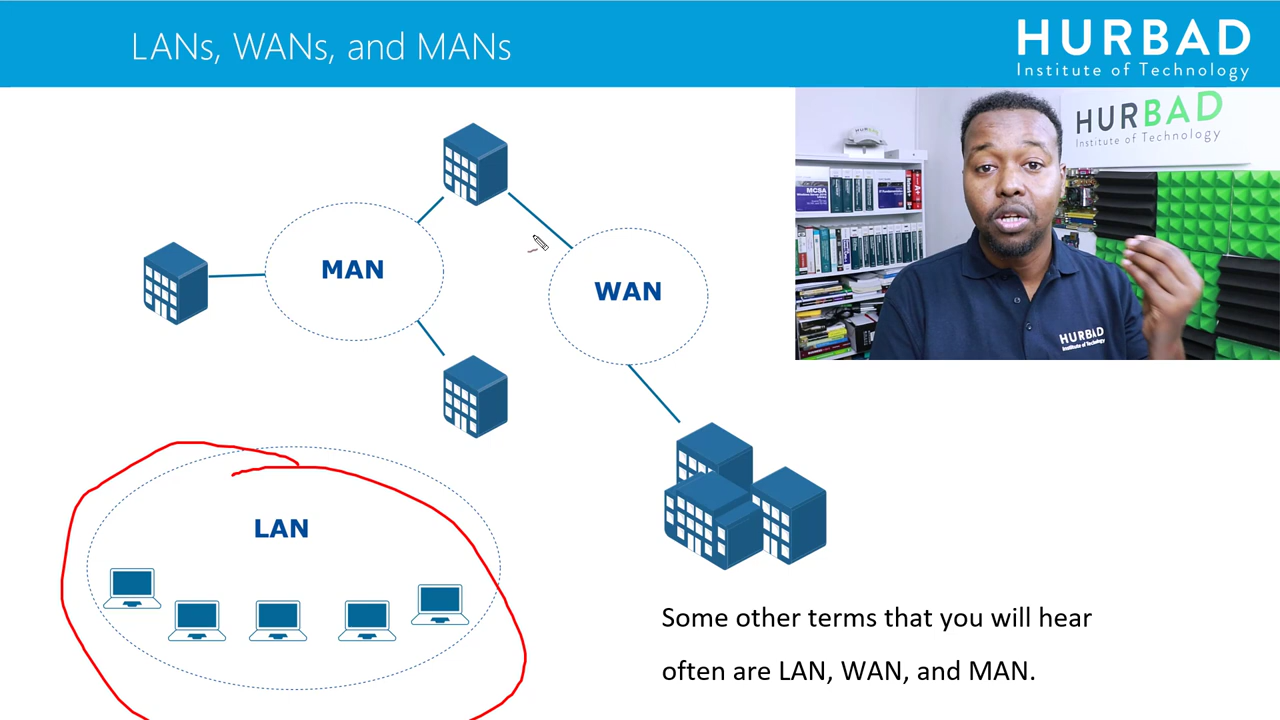 LANs, WANs, and MANs
HURBAD
Institute of Technology
HURBAD
Institute of Technology
MCSA
A+
HURBAD
Institute of Technology
MAN
WAN
LAN
Some other terms that you will hear
often are LAN, WAN, and MAN.